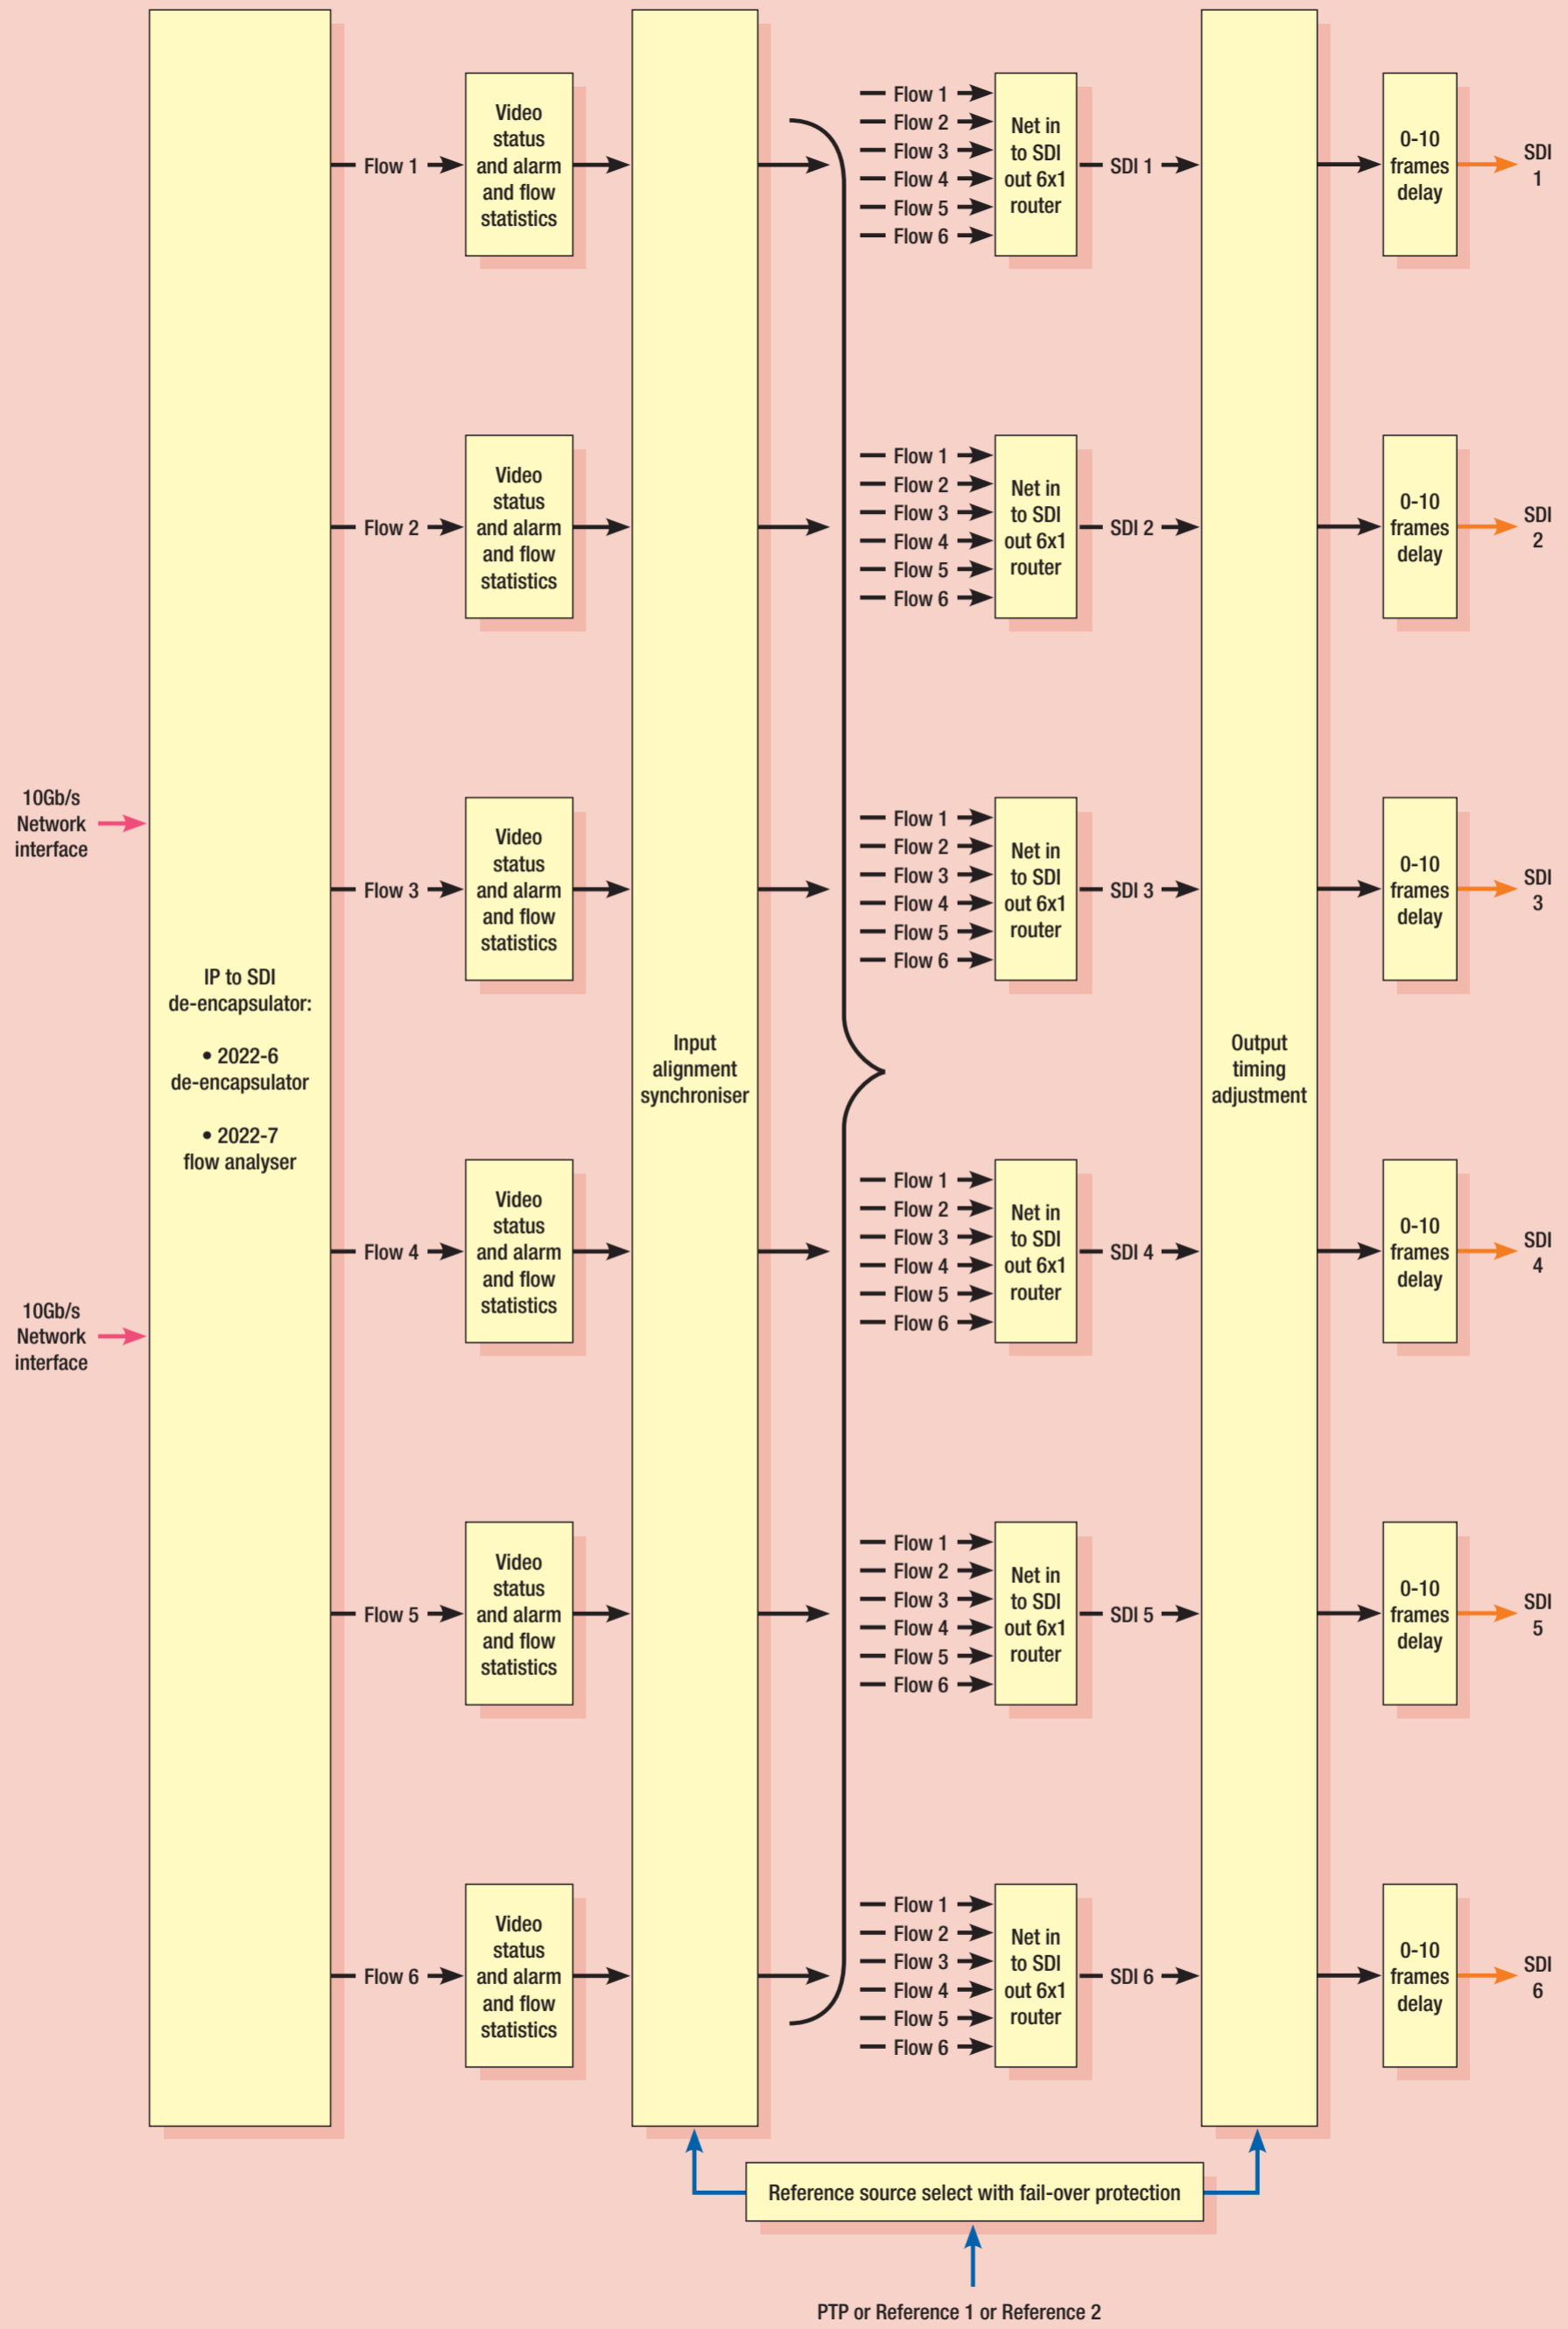 10Gb/s
Network
interface
10Gb/s
Network
interface
IP to SDI
de-encapsulator:
• 2022-6
de-encapsulator
• 2022-7
flow analyser
Flow 1
Video
status
and alarm
and flow
statistics
Flow 2
Video
status
and alarm
and flow
statistics
Flow 3
Video
status
and alarm
and flow
statistics
Flow 4
Video
status
and alarm
and flow
statistics
Flow 5
Video
status
and alarm
and flow
statistics
Flow 6
Video
status
and alarm
and flow
statistics
Input
alignment
synchroniser
Flow 1
Flow 2
Flow 3
Flow 4
Flow 5
Flow 6
Net in
to SDI
out 6x1
router
SDI 1
Flow 1
Flow 2
Flow 3
Flow 4
Flow 5
Flow 6
Net in
to SDI
out 6x1
router
SDI 2
Flow 1
Flow 2
Flow 3
Flow 4
Flow 5
Flow 6
Net in
to SDI
out 6x1
router
SDI 3
Flow 1
Flow 2
Flow 3
Flow 4
Flow 5
Flow 6
Net in
to SDI
out 6x1
router
SDI 4
Flow 1
Flow 2
Flow 3
Flow 4
Flow 5
Flow 6
Net in
to SDI
out 6x1
router
SDI 5
Flow 1
Flow 2
Flow 3
Flow 4
Flow 5
Flow 6
Net in
to SDI
out 6x1
router
SDI 6
Output
timing
adjustment
0-10
frames
delay
SDI
1
0-10
frames
delay
SDI
2
0-10
frames
delay
SDI
3
0-10
frames
delay
SDI
4
0-10
frames
delay
SDI
5
0-10
frames
delay
SDI
6
Reference source select with fail-over protection
PTP or Reference 1 or Reference 2